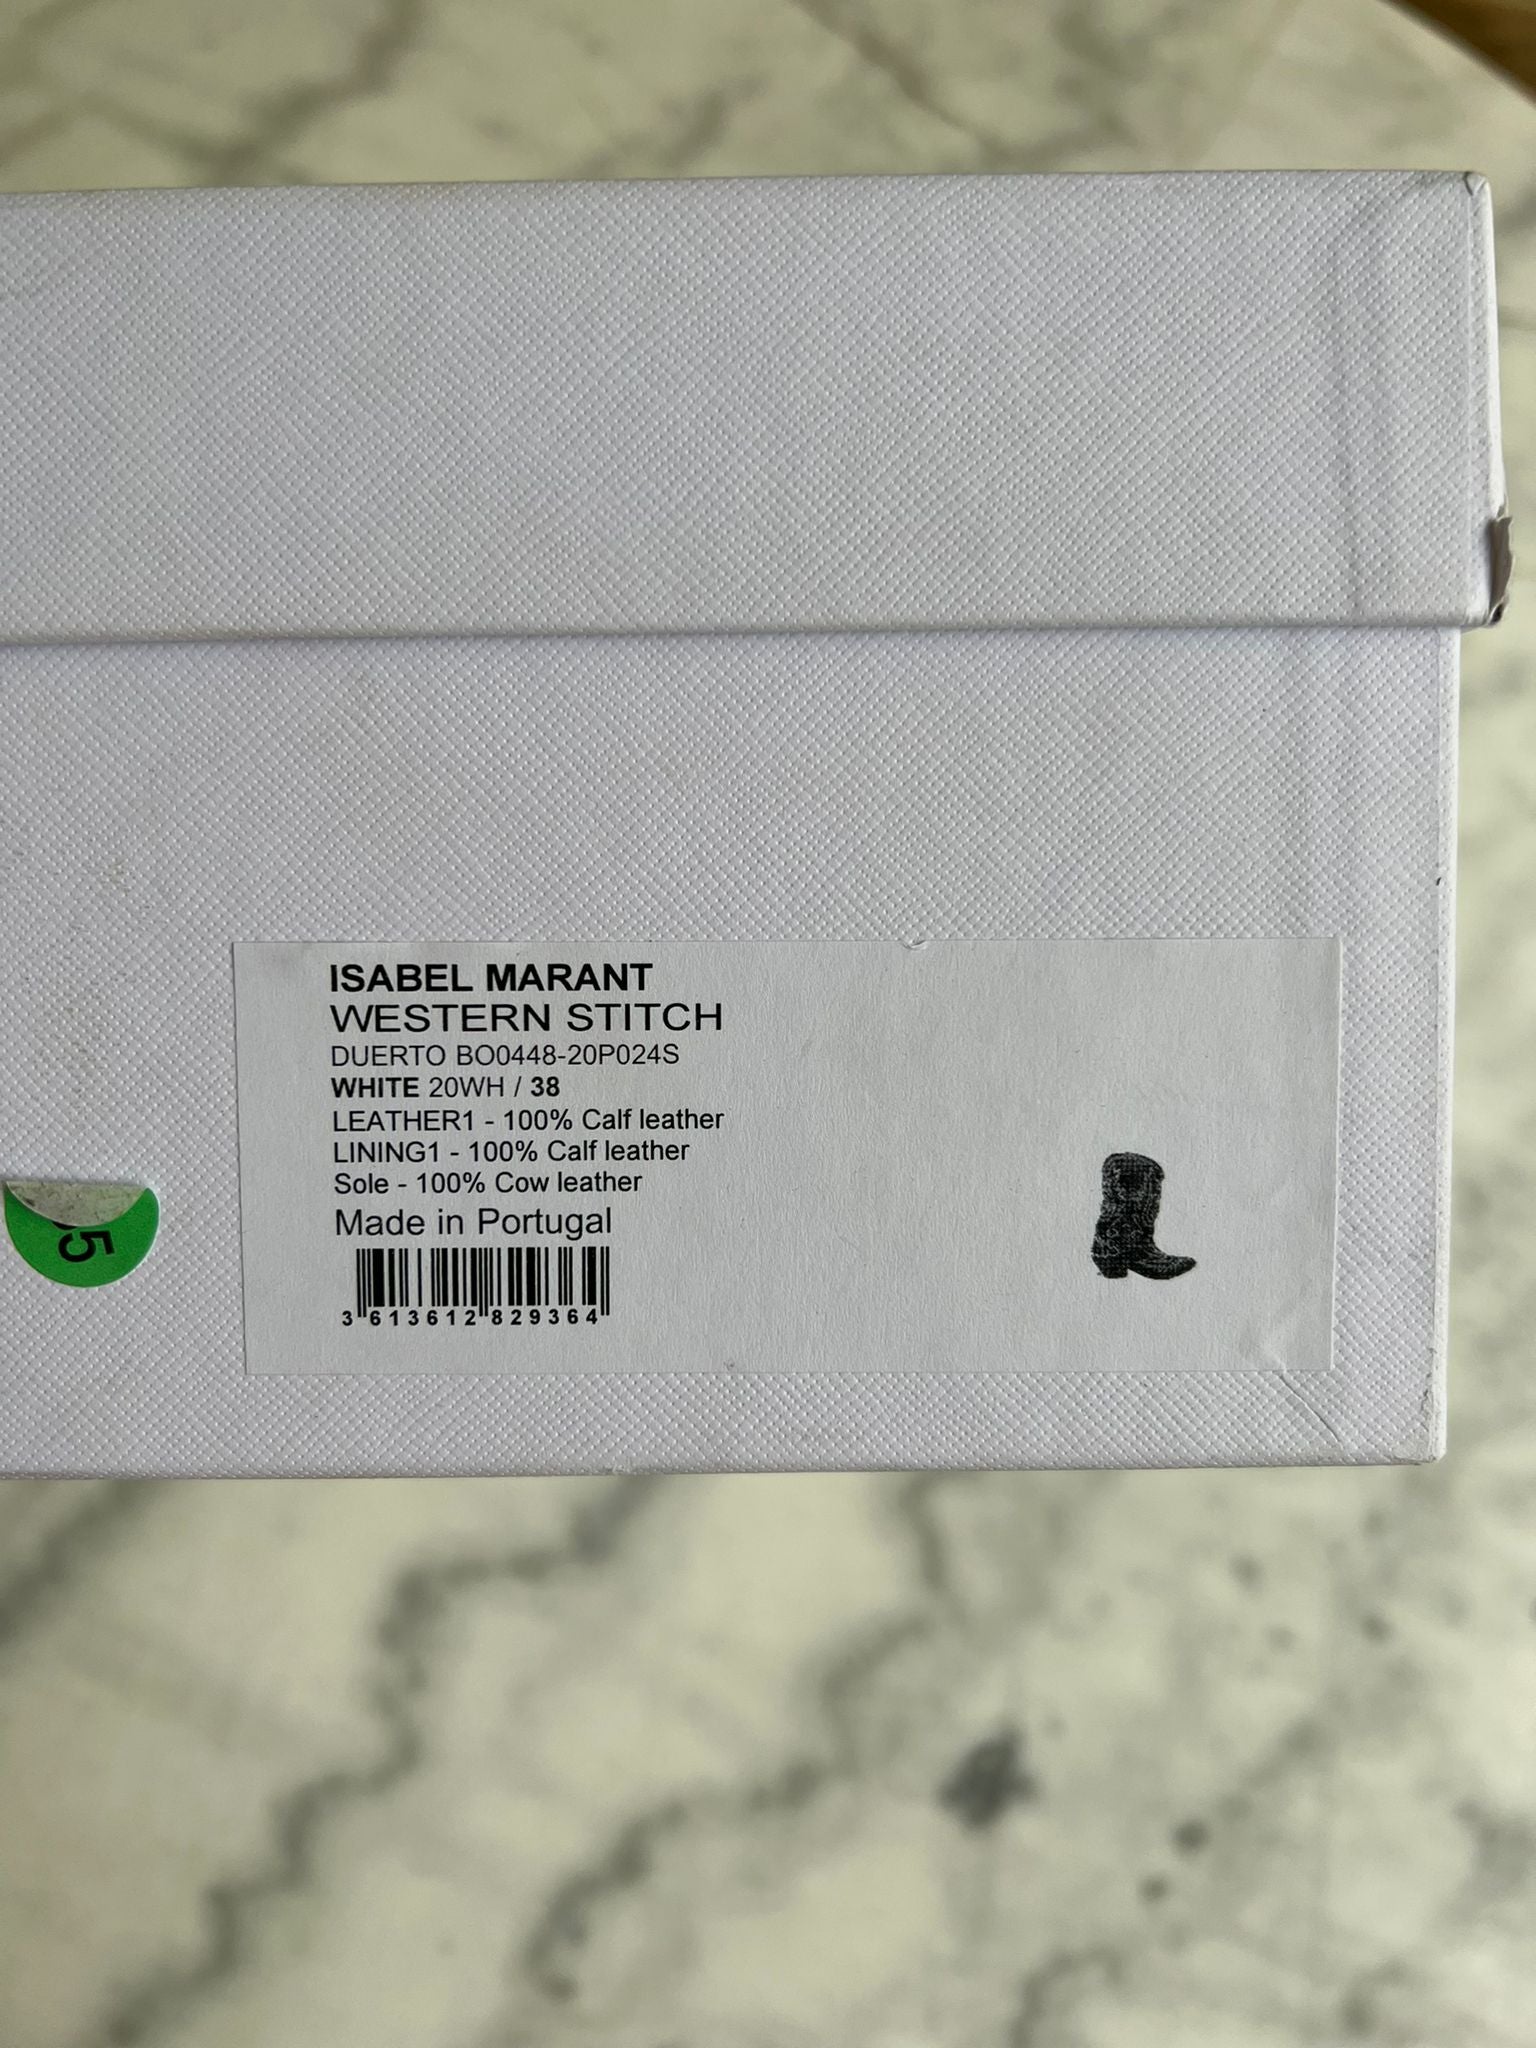 ISABEL MARANT
WESTERN STITCH
DUERTO BO0448-20P024S
WHITE 20WH / 38
LEATHER1 - 100% Calf leather
LINING1 - 100% Calf leather
Sole - 100% Cow leather
Made in Portugal
3 613612 829364
5